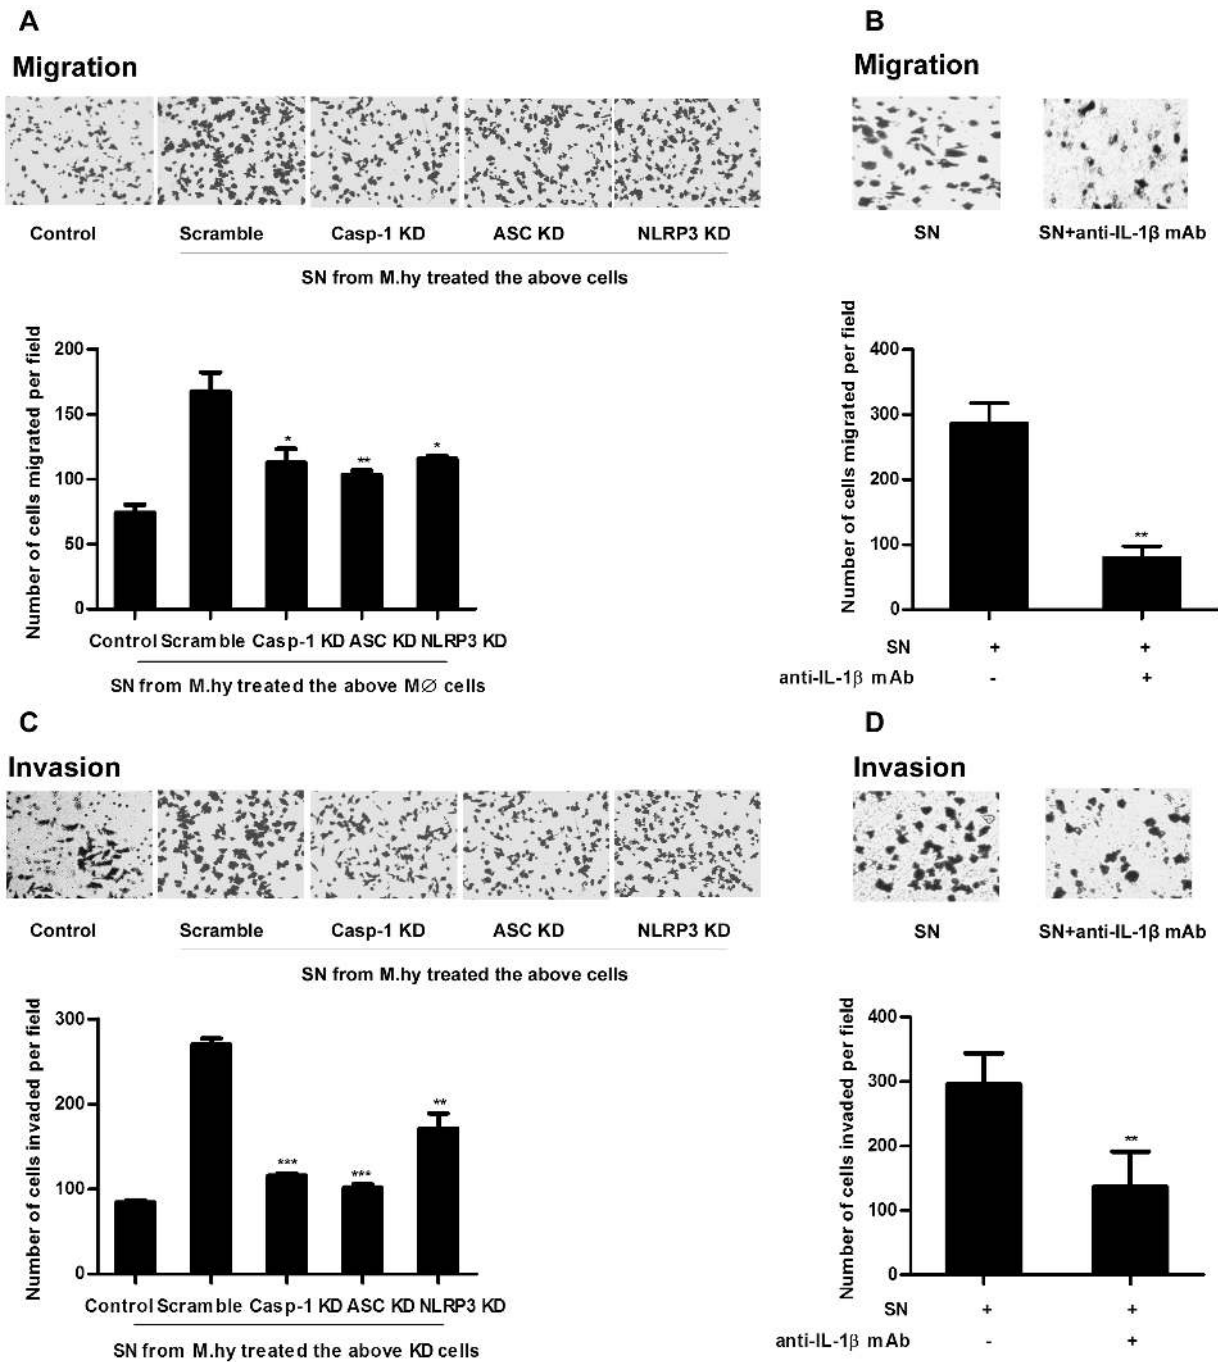 A
Migration
Control
Scramble
Casp-1 KD
ASC KD
NLRP3 KD
SN from M.hy treated the above cells
Number of cells migrated per field
200
150
100
50
0
*
**
*
Control Scramble Casp-1 KD ASC KD NLRP3 KD
SN from M.hy treated the above MØ cells
B
Migration
SN
SN+anti-IL-1β mAb
Number of cells migrated per field
400
300
200
100
0
**
SN + +
anti-IL-1β mAb - +
C
Invasion
Control
Scramble
Casp-1 KD
ASC KD
NLRP3 KD
SN from M.hy treated the above cells
Number of cells invaded per field
300
200
100
0
***
***
**
Control Scramble Casp-1 KD ASC KD NLRP3 KD
SN from M.hy treated the above KD cells
D
Invasion
SN
SN+anti-IL-1β mAb
Number of cells invaded per field
400
300
200
100
0
**
SN + +
anti-IL-1β mAb - +